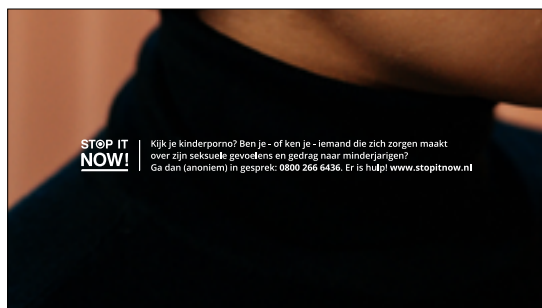 STOP IT
NOW!
Kijk je kinderporno? Ben je - of ken je - iemand die zich zorgen maakt
over zijn seksuele gevoelens en gedrag naar minderjarigen?
Ga dan (anoniem) in gesprek: 0800 266 6436. Er is hulp! www.stopitnow.nl